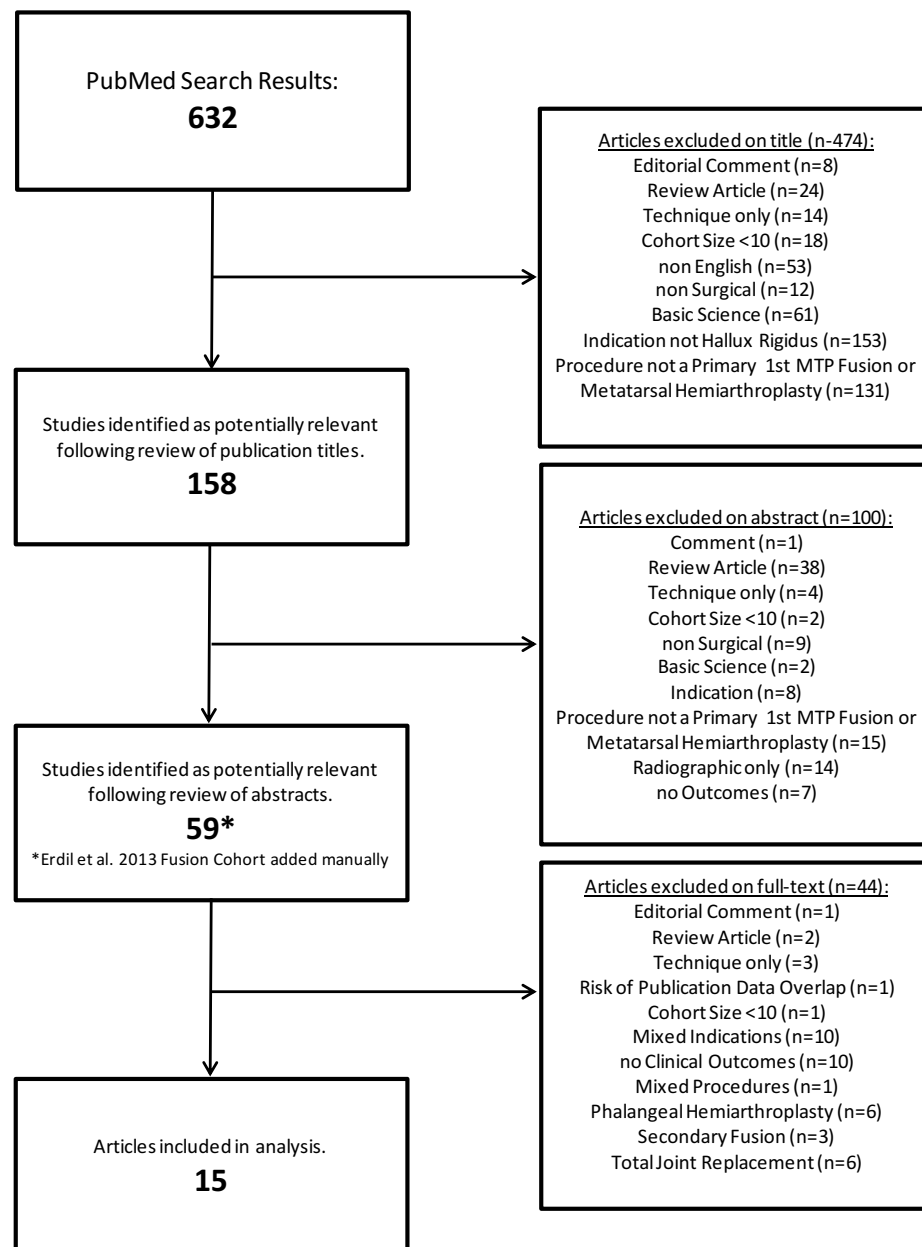 PubMed Search Results:
632
Articles excluded on title (n-474):
Editorial Comment (n=8)
Review Article (n=24)
Technique only (n=14)
Cohort Size <10 (n=18)
non English (n=53)
non Surgical (n=12)
Basic Science (n=61)
Indication not Hallux Rigidus (n=153)
Procedure not a Primary 1st MTP Fusion or
Metatarsal Hemiarthroplasty (n=131)
Studies identified as potentially relevant
following review of publication titles.
158
Articles excluded on abstract (n=100):
Comment (n=1)
Review Article (n=38)
Technique only (n=4)
Cohort Size <10 (n=2)
non Surgical (n=9)
Basic Science (n=2)
Indication (n=8)
Procedure not a Primary 1st MTP Fusion or
Metatarsal Hemiarthroplasty (n=15)
Radiographic only (n=14)
no Outcomes (n=7)
Studies identified as potentially relevant
following review of abstracts.
59*
*Erdil et al. 2013 Fusion Cohort added manually
Articles excluded on full-text (n=44):
Editorial Comment (n=1)
Review Article (n=2)
Technique only (=3)
Risk of Publication Data Overlap (n=1)
Cohort Size <10 (n=1)
Mixed Indications (n=10)
no Clinical Outcomes (n=10)
Mixed Procedures (n=1)
Phalangeal Hemiarthroplasty (n=6)
Secondary Fusion (n=3)
Total Joint Replacement (n=6)
Articles included in analysis.
15